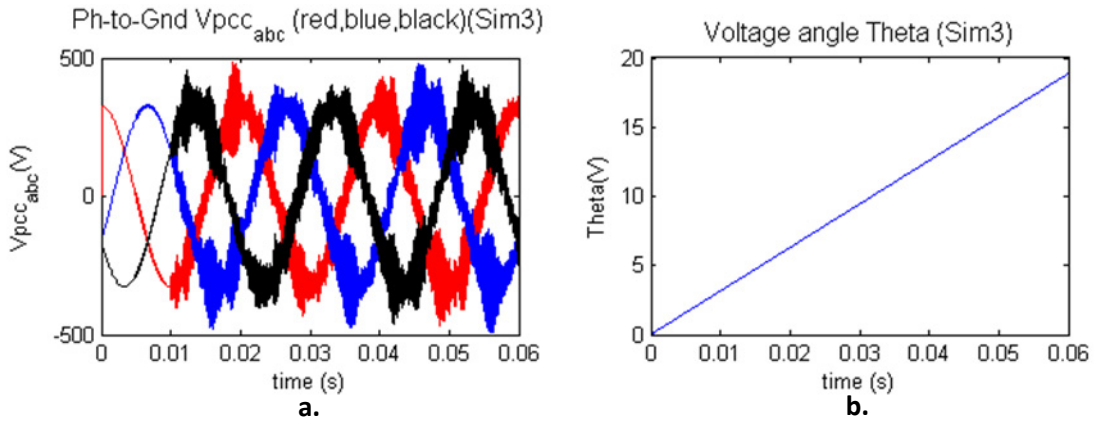 Ph-to-Gnd Vpcc_abc (red,blue,black)(Sim3)
500
0
-500
Vpcc_abc(V)
0 0.01 0.02 0.03 0.04 0.05 0.06
time (s)
a.
Voltage angle Theta (Sim3)
20
15
10
5
0
Theta(V)
0 0.01 0.02 0.03 0.04 0.05 0.06
time (s)
b.